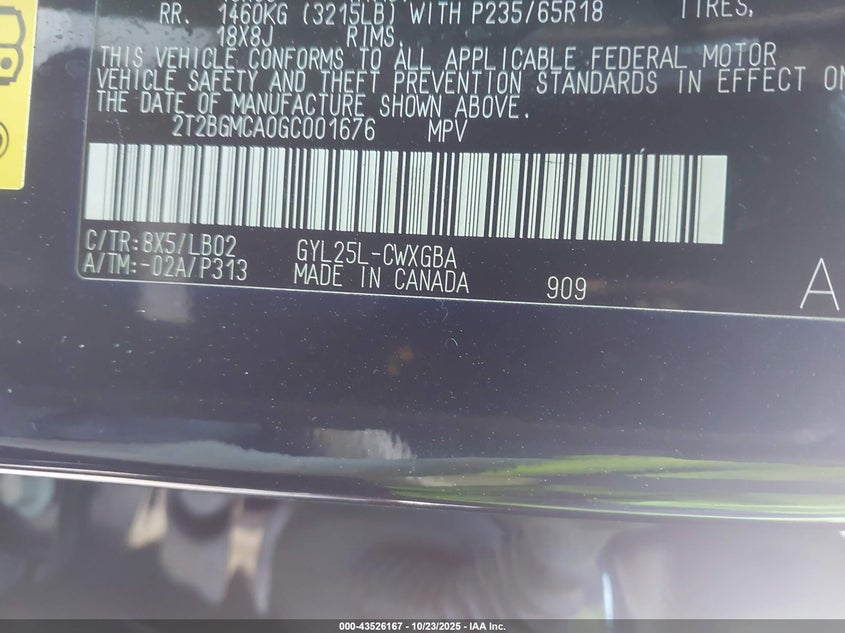 RR. 1460KG (3215LB) WITH P235/65R18 TIRES,
18X8J RIMS.
THIS VEHICLE CONFORMS TO ALL APPLICABLE FEDERAL MOTOR
VEHICLE SAFETY AND THEFT PREVENTION STANDARDS IN EFFECT ON
THE DATE OF MANUFACTURE SHOWN ABOVE.
2T2BGMCA0GC001676 MPV
C/TR:8X5/LB02 GYL25L-CWXGBA
A/TM:-02A/P313 MADE IN CANADA 909
A
000-43526167 - 10/23/2025 - IAA Inc.